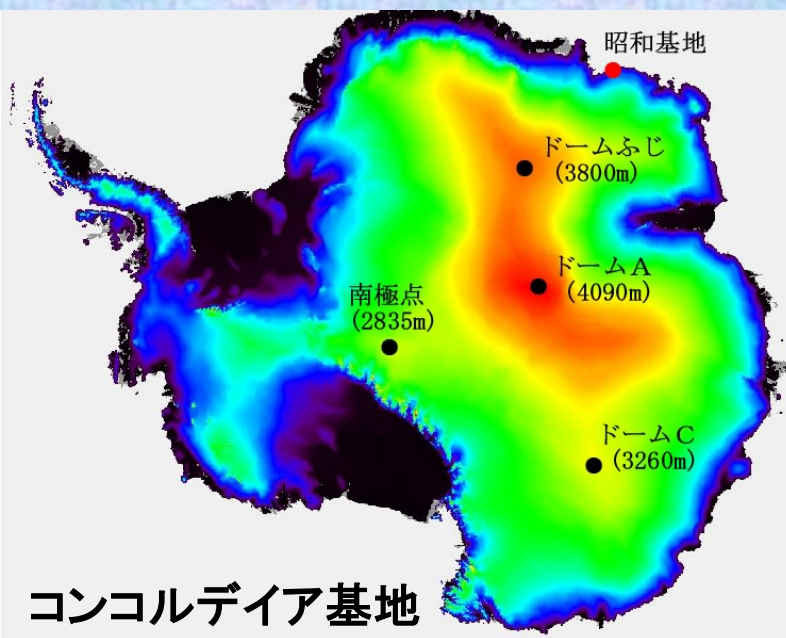 昭和基地
ドームふじ
(3800m)
ドームA
(4090m)
南極点
(2835m)
ドームC
(3260m)
コンコルデイア基地